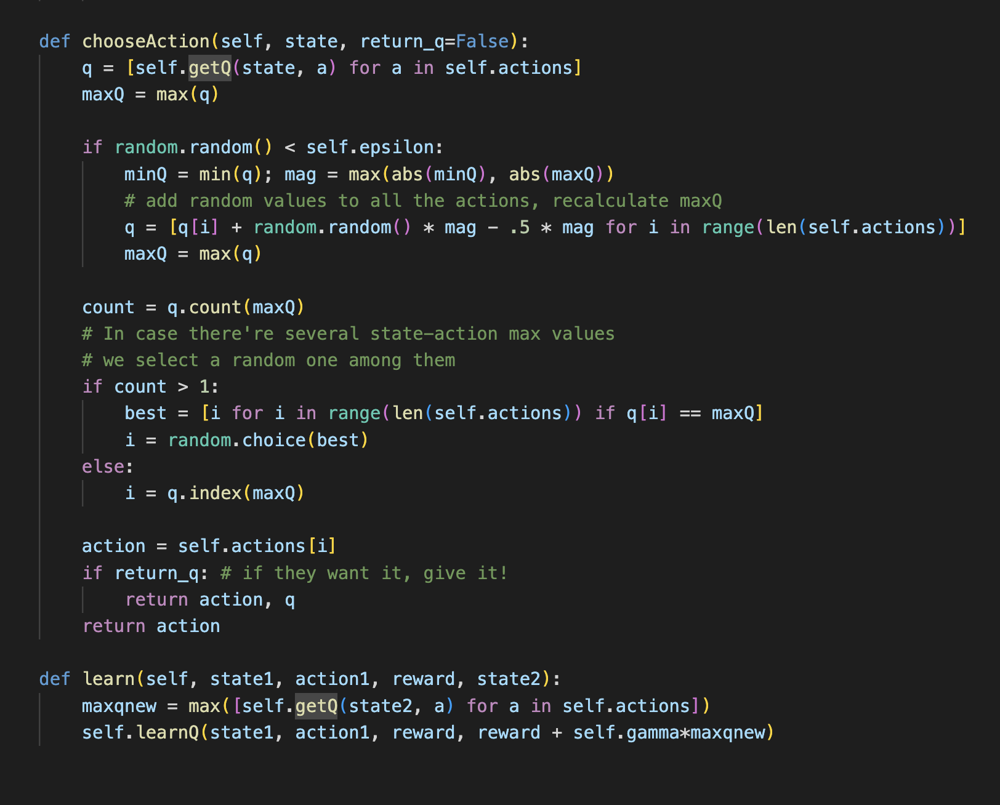 def chooseAction(self, state, return_q=False):
q = [self.getQ(state, a) for a in self.actions]
maxQ = max(q)
if random.random() < self.epsilon:
minQ = min(q); mag = max(abs(minQ), abs(maxQ))
# add random values to all the actions, recalculate maxQ
q = [q[i] + random.random() * mag - .5 * mag for i in range(len(self.actions))]
maxQ = max(q)
count = q.count(maxQ)
# In case there're several state-action max values
# we select a random one among them
if count > 1:
best = [i for i in range(len(self.actions)) if q[i] == maxQ]
i = random.choice(best)
else:
i = q.index(maxQ)
action = self.actions[i]
if return_q: # if they want it, give it!
return action, q
return action
def learn(self, state1, action1, reward, state2):
maxqnew = max([self.getQ(state2, a) for a in self.actions])
self.learnQ(state1, action1, reward, reward + self.gamma*maxqnew)